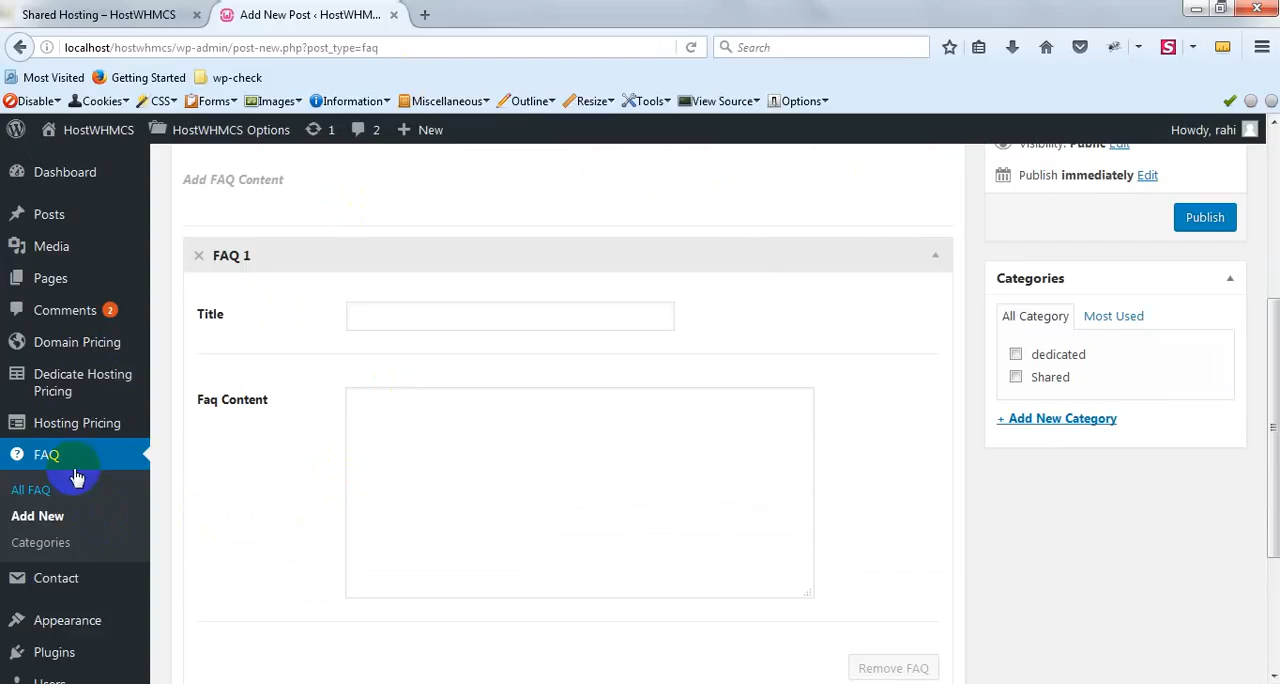 Shared Hosting – HostWHMCS
Add New Post ‹ HostWHM...
localhost/hostwhmcs/wp-admin/post-new.php?post_type=faq
Search
Most Visited Getting Started wp-check
Disable Cookies CSS Forms Images Information Miscellaneous Outline Resize Tools View Source Options
HostWHMCS HostWHMCS Options 1 2 New Howdy, rahi
Dashboard
Posts
Media
Pages
Comments 2
Domain Pricing
Dedicate Hosting
Pricing
Hosting Pricing
FAQ
All FAQ
Add New
Categories
Contact
Appearance
Plugins
Users
Add FAQ Content
FAQ 1
Title
Faq Content
Remove FAQ
Visibility: Public Edit
Publish immediately Edit
Publish
Categories
All Category Most Used
dedicated
Shared
+ Add New Category